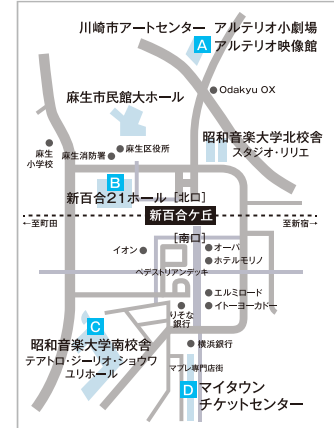 川崎市アートセンター アルテリオ小劇場
A アルテリオ映像館
Odakyu OX
麻生市民館大ホール
昭和音楽大学北校舎
スタジオ・リリエ
麻生
小学校
麻生消防署
麻生区役所
B
新百合21ホール
[北口]
新百合ケ丘
←至町田
至新宿→
[南口]
イオン
オーパ
ホテルモリノ
ペデストリアンデッキ
エルミロード
イトーヨーカドー
りそな
銀行
C
昭和音楽大学南校舎
テアトロ・ジーリオ・ショウワ
ユリホール
横浜銀行
マプレ専門店街
D マイタウン
チケットセンター